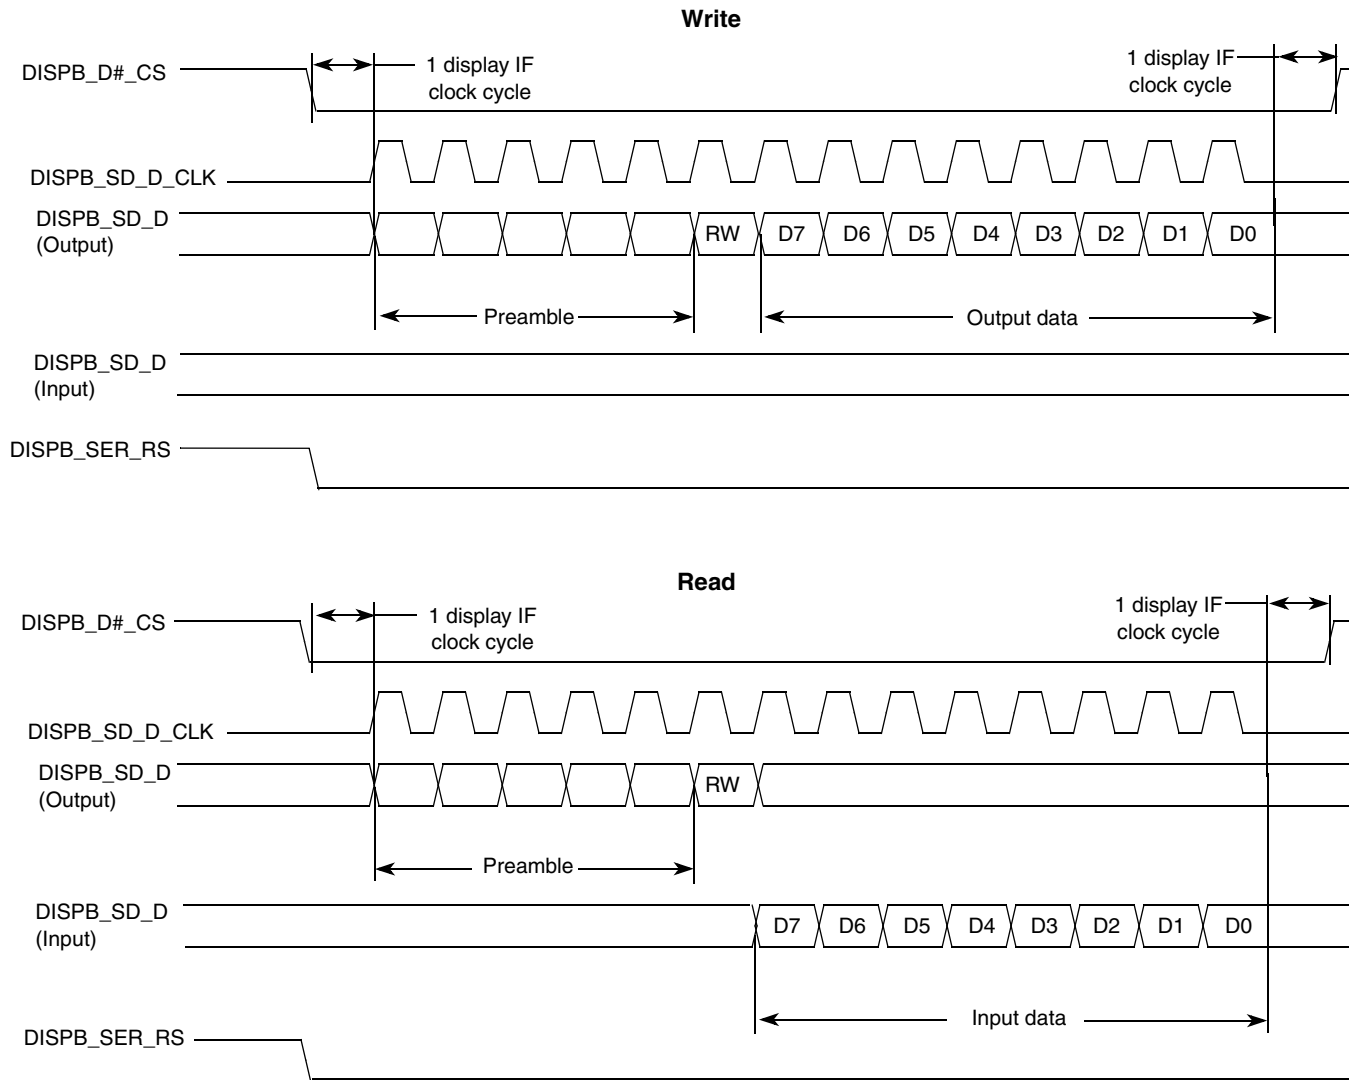 Write
DISPB_D#_CS
1 display IF
clock cycle
1 display IF
clock cycle
DISPB_SD_D_CLK
DISPB_SD_D
(Output)
RW D7 D6 D5 D4 D3 D2 D1 D0
Preamble
Output data
DISPB_SD_D
(Input)
DISPB_SER_RS
Read
DISPB_D#_CS
1 display IF
clock cycle
1 display IF
clock cycle
DISPB_SD_D_CLK
DISPB_SD_D
(Output)
RW
Preamble
DISPB_SD_D
(Input)
D7 D6 D5 D4 D3 D2 D1 D0
Input data
DISPB_SER_RS